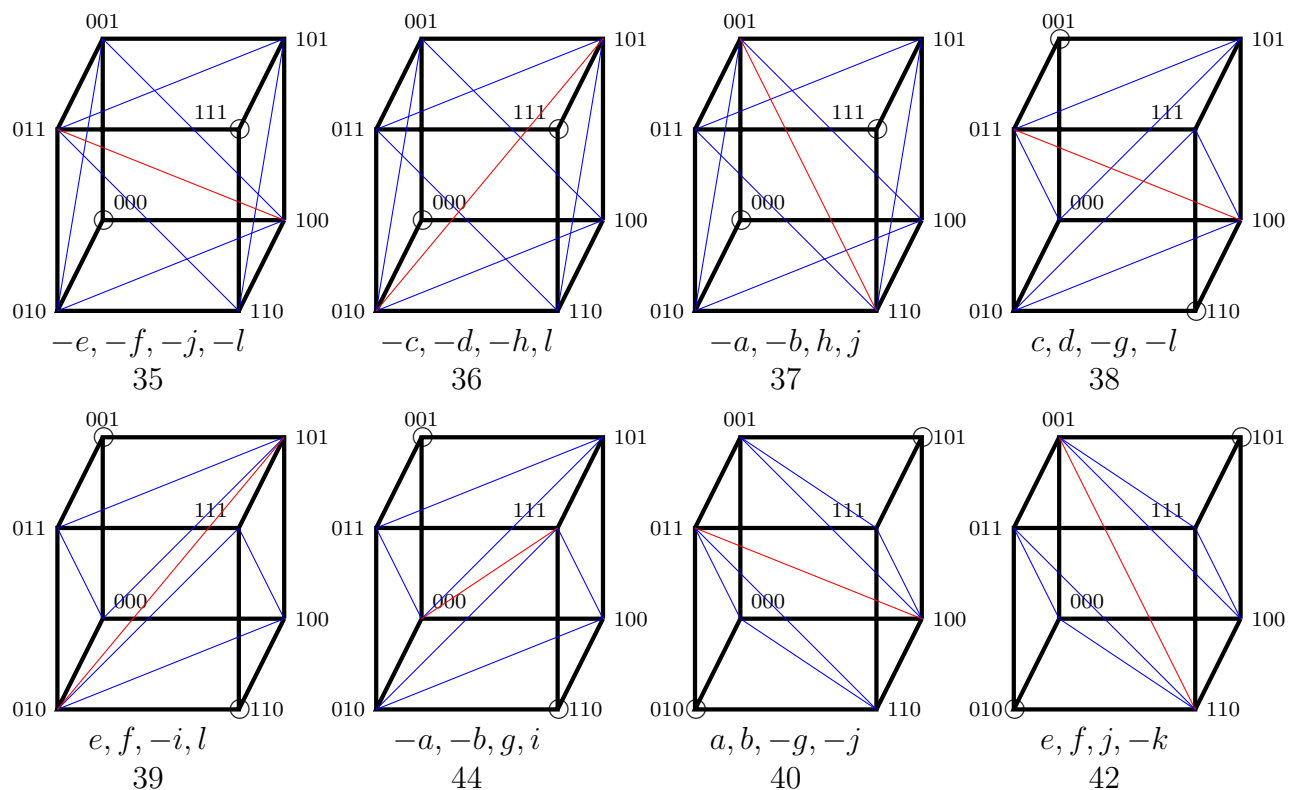 001 001 001 001
101 101 101 101
111 111 111 111
011 011 011 011
000 000 000 000
100 100 100 100
010 110 010 110 010 110 010 110
−e, −f, −j, −l −c, −d, −h, l −a, −b, h, j c, d, −g, −l
35 36 37 38
001 001 001 001
101 101 101 101
111 111 111 111
011 011 011 011
000 000 000 000
100 100 100 100
010 110 010 110 010 110 010 110
e, f, −i, l −a, −b, g, i a, b, −g, −j e, f, j, −k
39 44 40 42